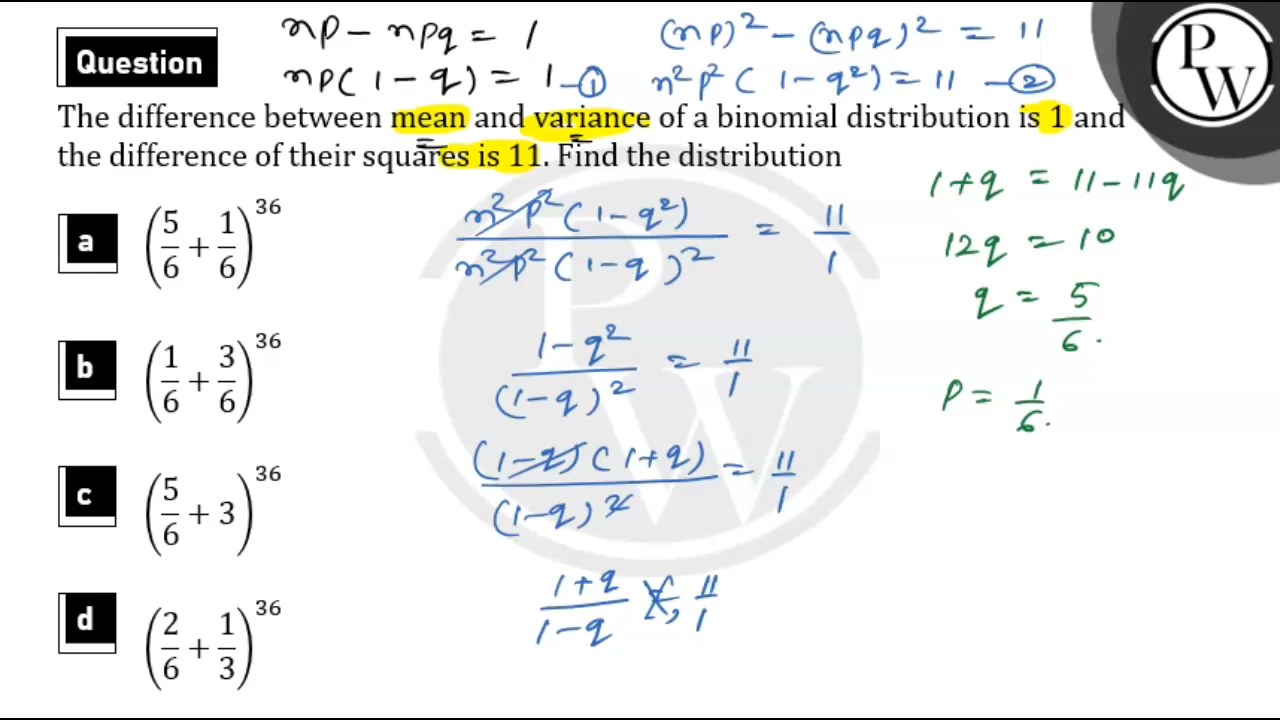 Question
np - npq = 1
np(1 - q) = 1 -①
(np)² - (npq)² = 11
n²p²(1 - q²) = 11 -②
PW
The difference between mean and variance of a binomial distribution is 1 and
the difference of their squares is 11. Find the distribution
a (5/6 + 1/6)³⁶
b (1/6 + 3/6)³⁶
c (5/6 + 3)³⁶
d (2/6 + 1/3)³⁶
n²p²(1 - q²) / n²p²(1 - q)² = 11/1
1 - q² / (1 - q)² = 11/1
(1 - q)(1 + q) / (1 - q)² = 11/1
1 + q / 1 - q = 11/1
1 + q = 11 - 11q
12q = 10
q = 5/6.
P = 1/6.
PW